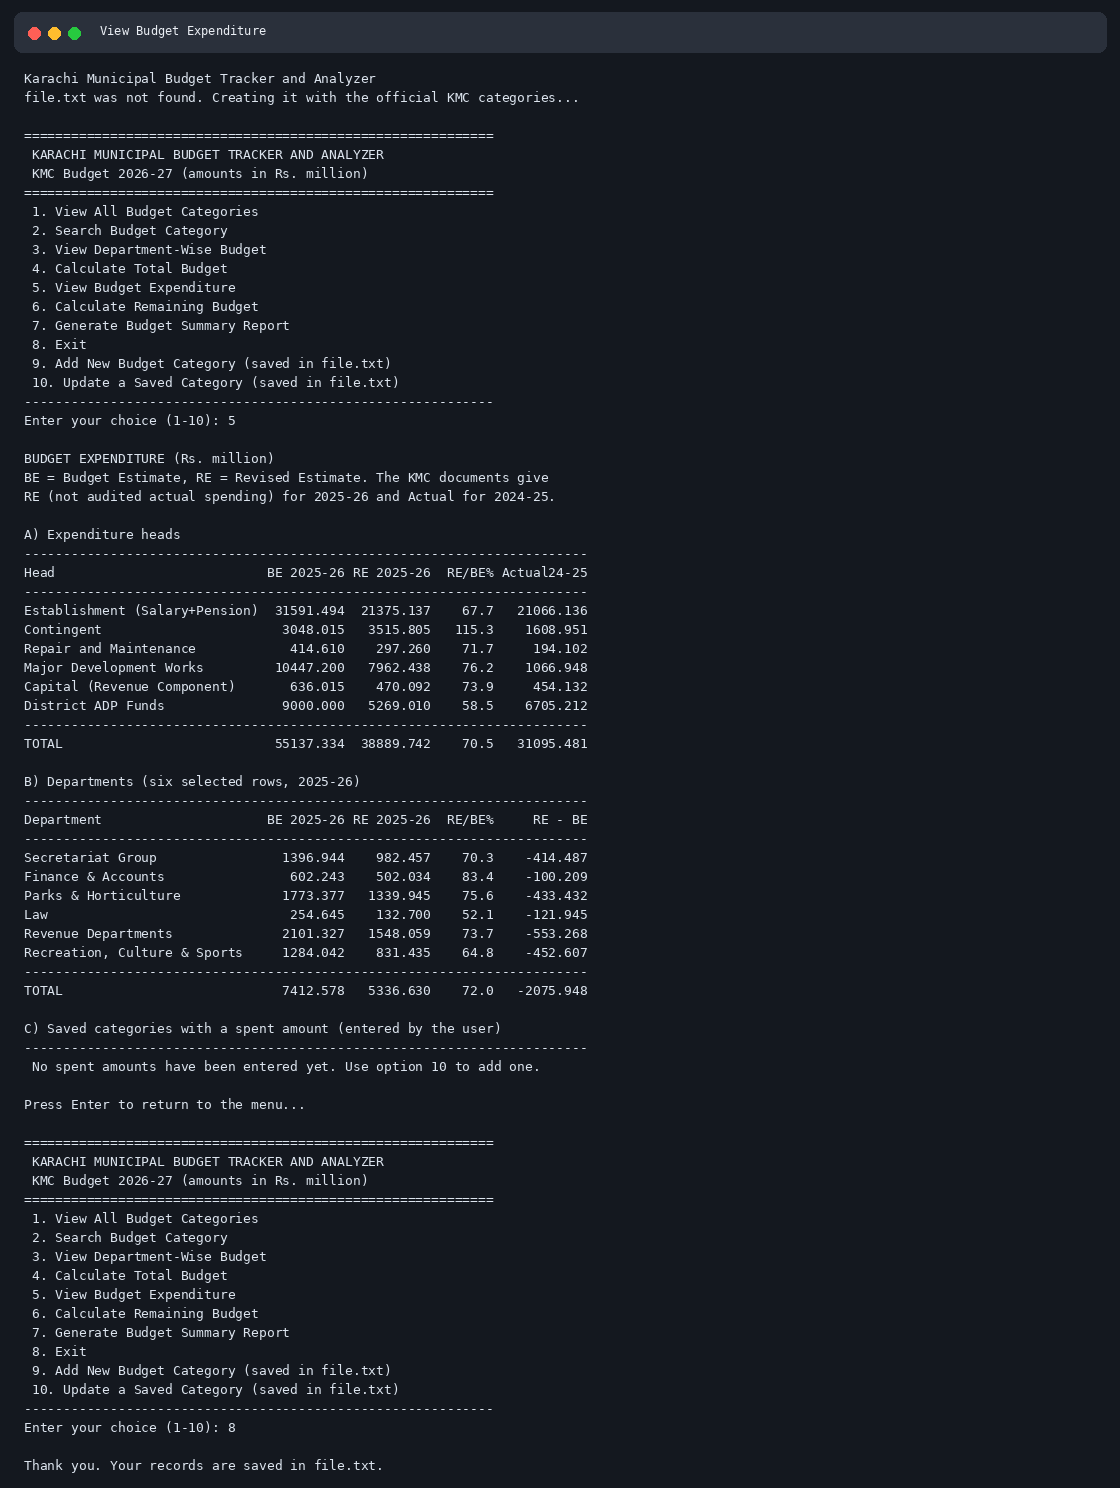 View Budget Expenditure
Karachi Municipal Budget Tracker and Analyzer
file.txt was not found. Creating it with the official KMC categories...
============================================================
KARACHI MUNICIPAL BUDGET TRACKER AND ANALYZER
KMC Budget 2026-27 (amounts in Rs. million)
============================================================
1. View All Budget Categories
2. Search Budget Category
3. View Department-Wise Budget
4. Calculate Total Budget
5. View Budget Expenditure
6. Calculate Remaining Budget
7. Generate Budget Summary Report
8. Exit
9. Add New Budget Category (saved in file.txt)
10. Update a Saved Category (saved in file.txt)
------------------------------------------------------------
Enter your choice (1-10): 5
BUDGET EXPENDITURE (Rs. million)
BE = Budget Estimate, RE = Revised Estimate. The KMC documents give
RE (not audited actual spending) for 2025-26 and Actual for 2024-25.
A) Expenditure heads
------------------------------------------------------------------------
Head BE 2025-26 RE 2025-26 RE/BE% Actual24-25
------------------------------------------------------------------------
Establishment (Salary+Pension) 31591.494 21375.137 67.7 21066.136
Contingent 3048.015 3515.805 115.3 1608.951
Repair and Maintenance 414.610 297.260 71.7 194.102
Major Development Works 10447.200 7962.438 76.2 1066.948
Capital (Revenue Component) 636.015 470.092 73.9 454.132
District ADP Funds 9000.000 5269.010 58.5 6705.212
------------------------------------------------------------------------
TOTAL 55137.334 38889.742 70.5 31095.481
B) Departments (six selected rows, 2025-26)
------------------------------------------------------------------------
Department BE 2025-26 RE 2025-26 RE/BE% RE - BE
------------------------------------------------------------------------
Secretariat Group 1396.944 982.457 70.3 -414.487
Finance & Accounts 602.243 502.034 83.4 -100.209
Parks & Horticulture 1773.377 1339.945 75.6 -433.432
Law 254.645 132.700 52.1 -121.945
Revenue Departments 2101.327 1548.059 73.7 -553.268
Recreation, Culture & Sports 1284.042 831.435 64.8 -452.607
------------------------------------------------------------------------
TOTAL 7412.578 5336.630 72.0 -2075.948
C) Saved categories with a spent amount (entered by the user)
------------------------------------------------------------------------
No spent amounts have been entered yet. Use option 10 to add one.
Press Enter to return to the menu...
============================================================
KARACHI MUNICIPAL BUDGET TRACKER AND ANALYZER
KMC Budget 2026-27 (amounts in Rs. million)
============================================================
1. View All Budget Categories
2. Search Budget Category
3. View Department-Wise Budget
4. Calculate Total Budget
5. View Budget Expenditure
6. Calculate Remaining Budget
7. Generate Budget Summary Report
8. Exit
9. Add New Budget Category (saved in file.txt)
10. Update a Saved Category (saved in file.txt)
------------------------------------------------------------
Enter your choice (1-10): 8
Thank you. Your records are saved in file.txt.